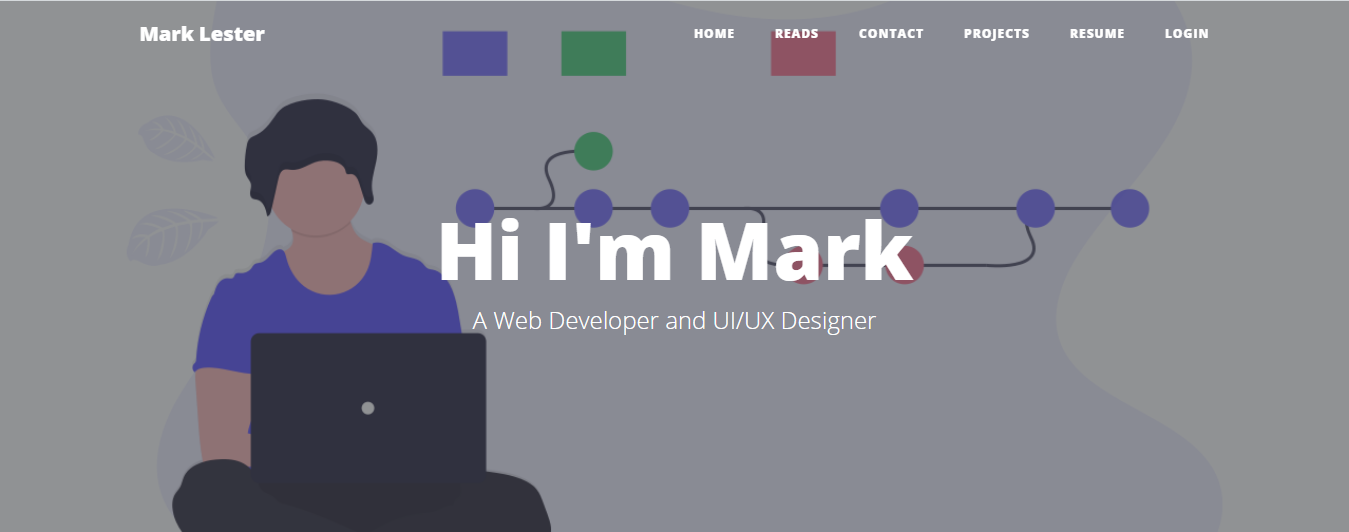 Mark Lester
HOME READS CONTACT PROJECTS RESUME LOGIN
Hi I'm Mark
A Web Developer and UI/UX Designer